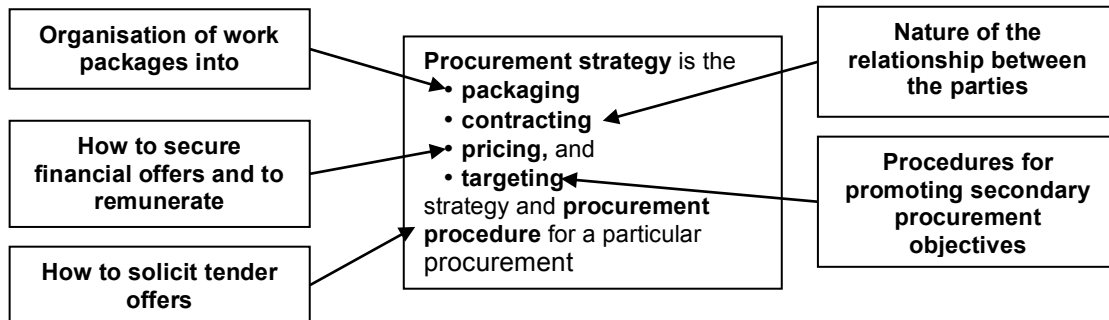 Organisation of work
packages into
How to secure
financial offers and to
remunerate
How to solicit tender
offers
Procurement strategy is the
• packaging
• contracting
• pricing, and
• targeting
strategy and procurement
procedure for a particular
procurement
Nature of the
relationship between
the parties
Procedures for
promoting secondary
procurement
objectives